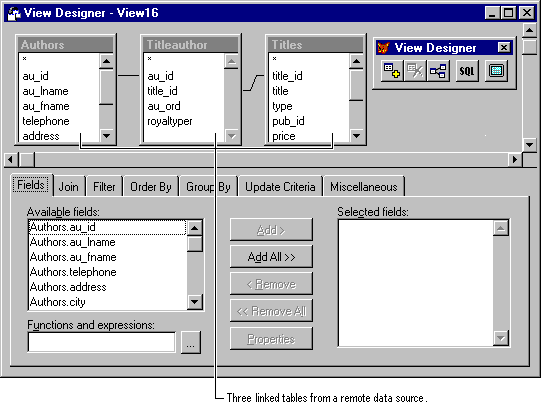 View Designer - View16
Authors
*
au_id
au_lname
au_fname
telephone
address
Titleauthor
*
au_id
title_id
au_ord
royaltyper
Titles
*
title_id
title
type
pub_id
price
View Designer
SQL
Fields
Join
Filter
Order By
Group By
Update Criteria
Miscellaneous
Available fields:
Authors.au_id
Authors.au_lname
Authors.au_fname
Authors.telephone
Authors.address
Authors.city
Functions and expressions:
...
Add >
Add All >>
< Remove
<< Remove All
Properties
Selected fields:
Three linked tables from a remote data source.